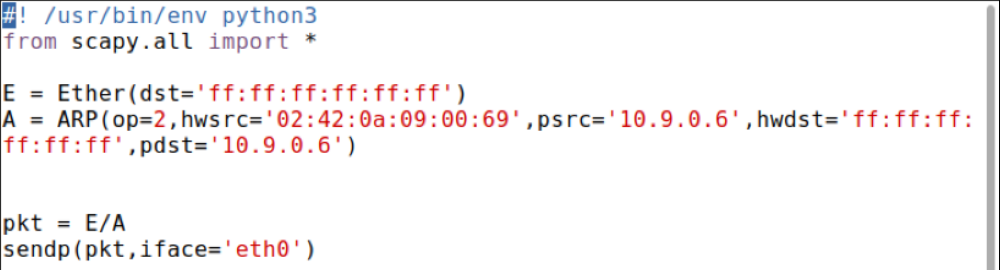 #! /usr/bin/env python3
from scapy.all import *
E = Ether(dst='ff:ff:ff:ff:ff:ff')
A = ARP(op=2,hwsrc='02:42:0a:09:00:69',psrc='10.9.0.6',hwdst='ff:ff:ff:
ff:ff:ff',pdst='10.9.0.6')
pkt = E/A
sendp(pkt,iface='eth0')